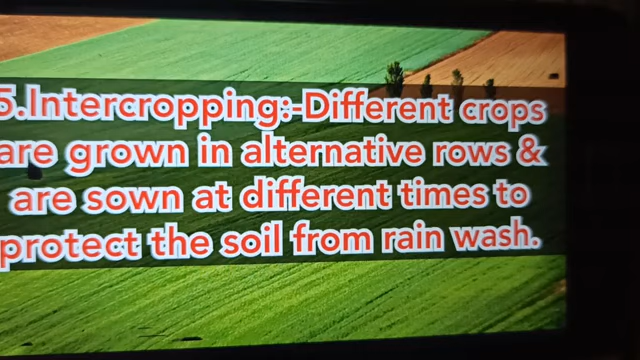 5.Intercropping:-Different crops
are grown in alternative rows &
are sown at different times to
protect the soil from rain wash.